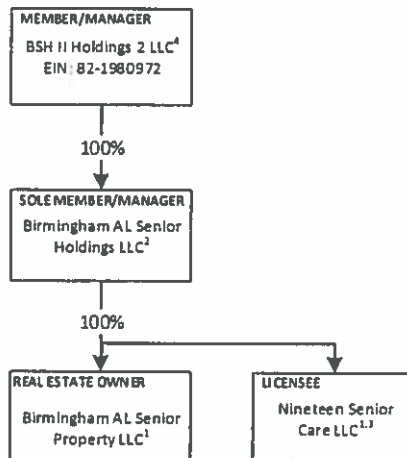 MEMBER/MANAGER
BSH II Holdings 2 LLC⁴
EIN: 82-1980972
100%
SOLE MEMBER/MANAGER
Birmingham AL Senior
Holdings LLC²
100%
REAL ESTATE OWNER
Birmingham AL Senior
Property LLC¹
LICENSEE
Nineteen Senior
Care LLC¹·³